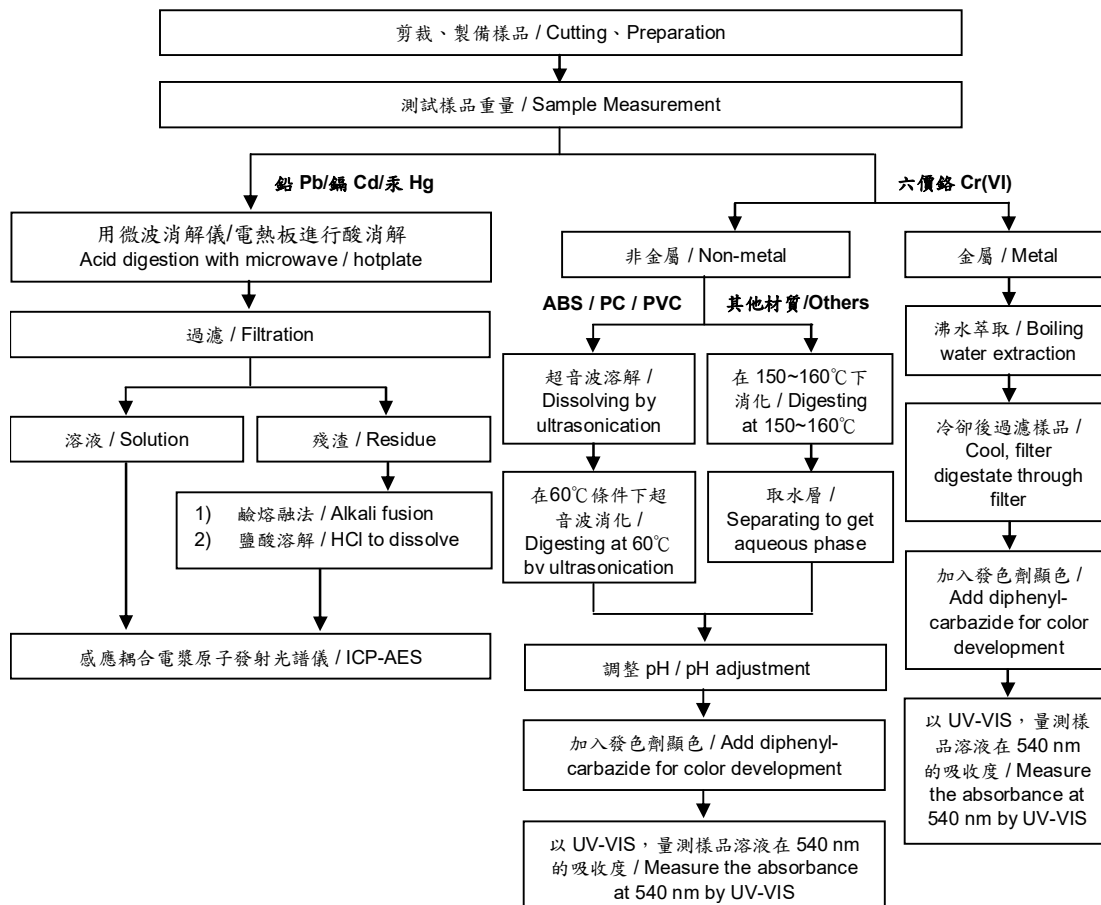 剪裁、製備樣品 / Cutting、Preparation
測試樣品重量 / Sample Measurement
鉛 Pb/鎘 Cd/汞 Hg
用微波消解儀/電熱板進行酸消解
Acid digestion with microwave / hotplate
過濾 / Filtration
溶液 / Solution
殘渣 / Residue
1) 鹼熔融法 / Alkali fusion
2) 鹽酸溶解 / HCl to dissolve
感應耦合電漿原子發射光譜儀 / ICP-AES
六價鉻 Cr(VI)
非金屬 / Non-metal
ABS / PC / PVC
超音波溶解 /
Dissolving by
ultrasonication
在60℃條件下超
音波消化 /
Digesting at 60℃
by ultrasonication
其他材質/Others
在 150~160℃下
消化 / Digesting
at 150~160℃
取水層 /
Separating to get
aqueous phase
調整 pH / pH adjustment
加入發色劑顯色 / Add diphenyl-
carbazide for color development
以 UV-VIS，量測樣品溶液在 540 nm
的吸收度 / Measure the absorbance
at 540 nm by UV-VIS
金屬 / Metal
沸水萃取 / Boiling
water extraction
冷卻後過濾樣品 /
Cool, filter
digestate through
filter
加入發色劑顯色 /
Add diphenyl-
carbazide for color
development
以 UV-VIS，量測樣
品溶液在 540 nm
的吸收度 / Measure
the absorbance at
540 nm by UV-VIS